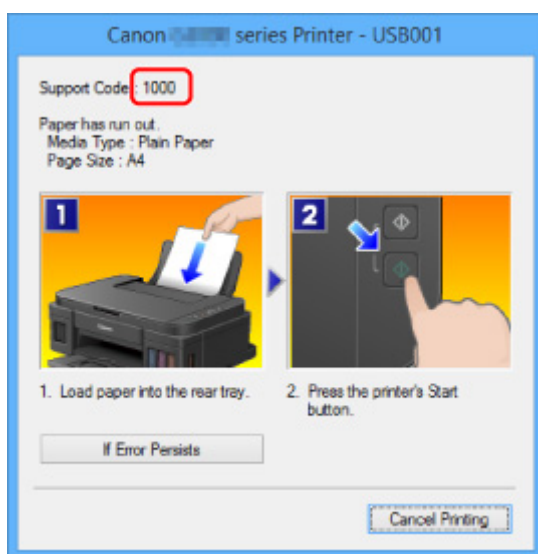 Canon series Printer - USB001
Support Code : 1000
Paper has run out.
Media Type : Plain Paper
Page Size : A4
1
2
1. Load paper into the rear tray.
2. Press the printer's Start
button.
If Error Persists
Cancel Printing